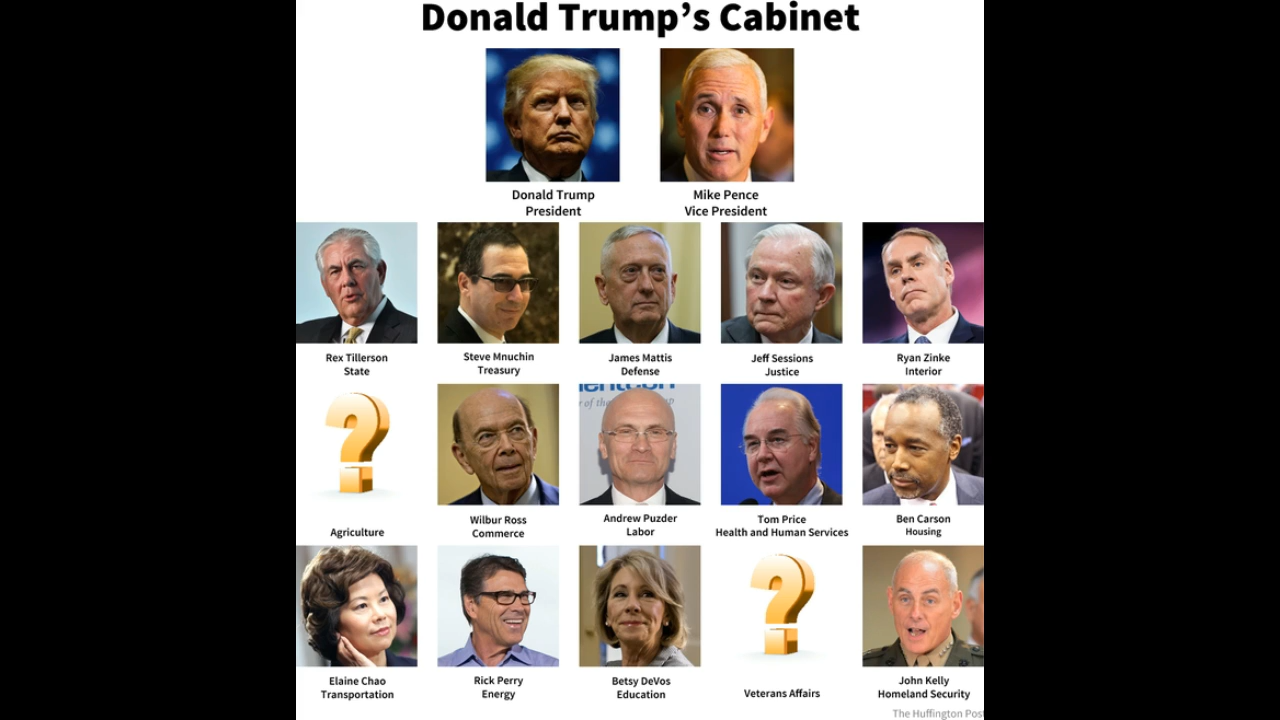 Donald Trump's Cabinet
Donald Trump
President
Mike Pence
Vice President
Rex Tillerson
State
Steve Mnuchin
Treasury
James Mattis
Defense
Jeff Sessions
Justice
Ryan Zinke
Interior
Agriculture
Wilbur Ross
Commerce
Andrew Puzder
Labor
Tom Price
Health and Human Services
Ben Carson
Housing
Elaine Chao
Transportation
Rick Perry
Energy
Betsy DeVos
Education
Veterans Affairs
John Kelly
Homeland Security
The Huffington Post